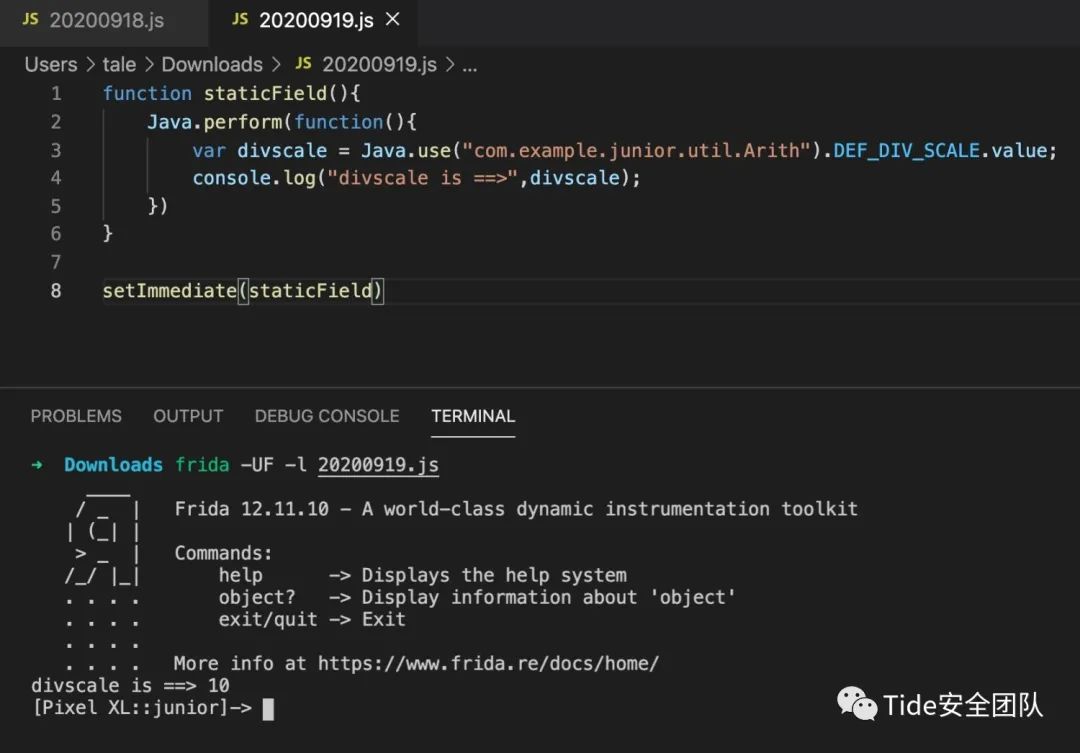 JS 20200918.js JS 20200919.js ×
Users > tale > Downloads > JS 20200919.js > ...
1 function staticField(){
2 Java.perform(function(){
3 var divscale = Java.use("com.example.junior.util.Arith").DEF_DIV_SCALE.value;
4 console.log("divscale is ==>",divscale);
5 })
6 }
7
8 setImmediate(staticField)
PROBLEMS OUTPUT DEBUG CONSOLE TERMINAL
➜ Downloads frida -UF -l 20200919.js
     ____
    / _  |   Frida 12.11.10 - A world-class dynamic instrumentation toolkit
   | (_| |
    > _  |   Commands:
   /_/ |_|       help      -> Displays the help system
   . . . .       object?   -> Display information about 'object'
   . . . .       exit/quit -> Exit
   . . . .
   . . . .   More info at https://www.frida.re/docs/home/
divscale is ==> 10
[Pixel XL::junior]->
Tide安全团队